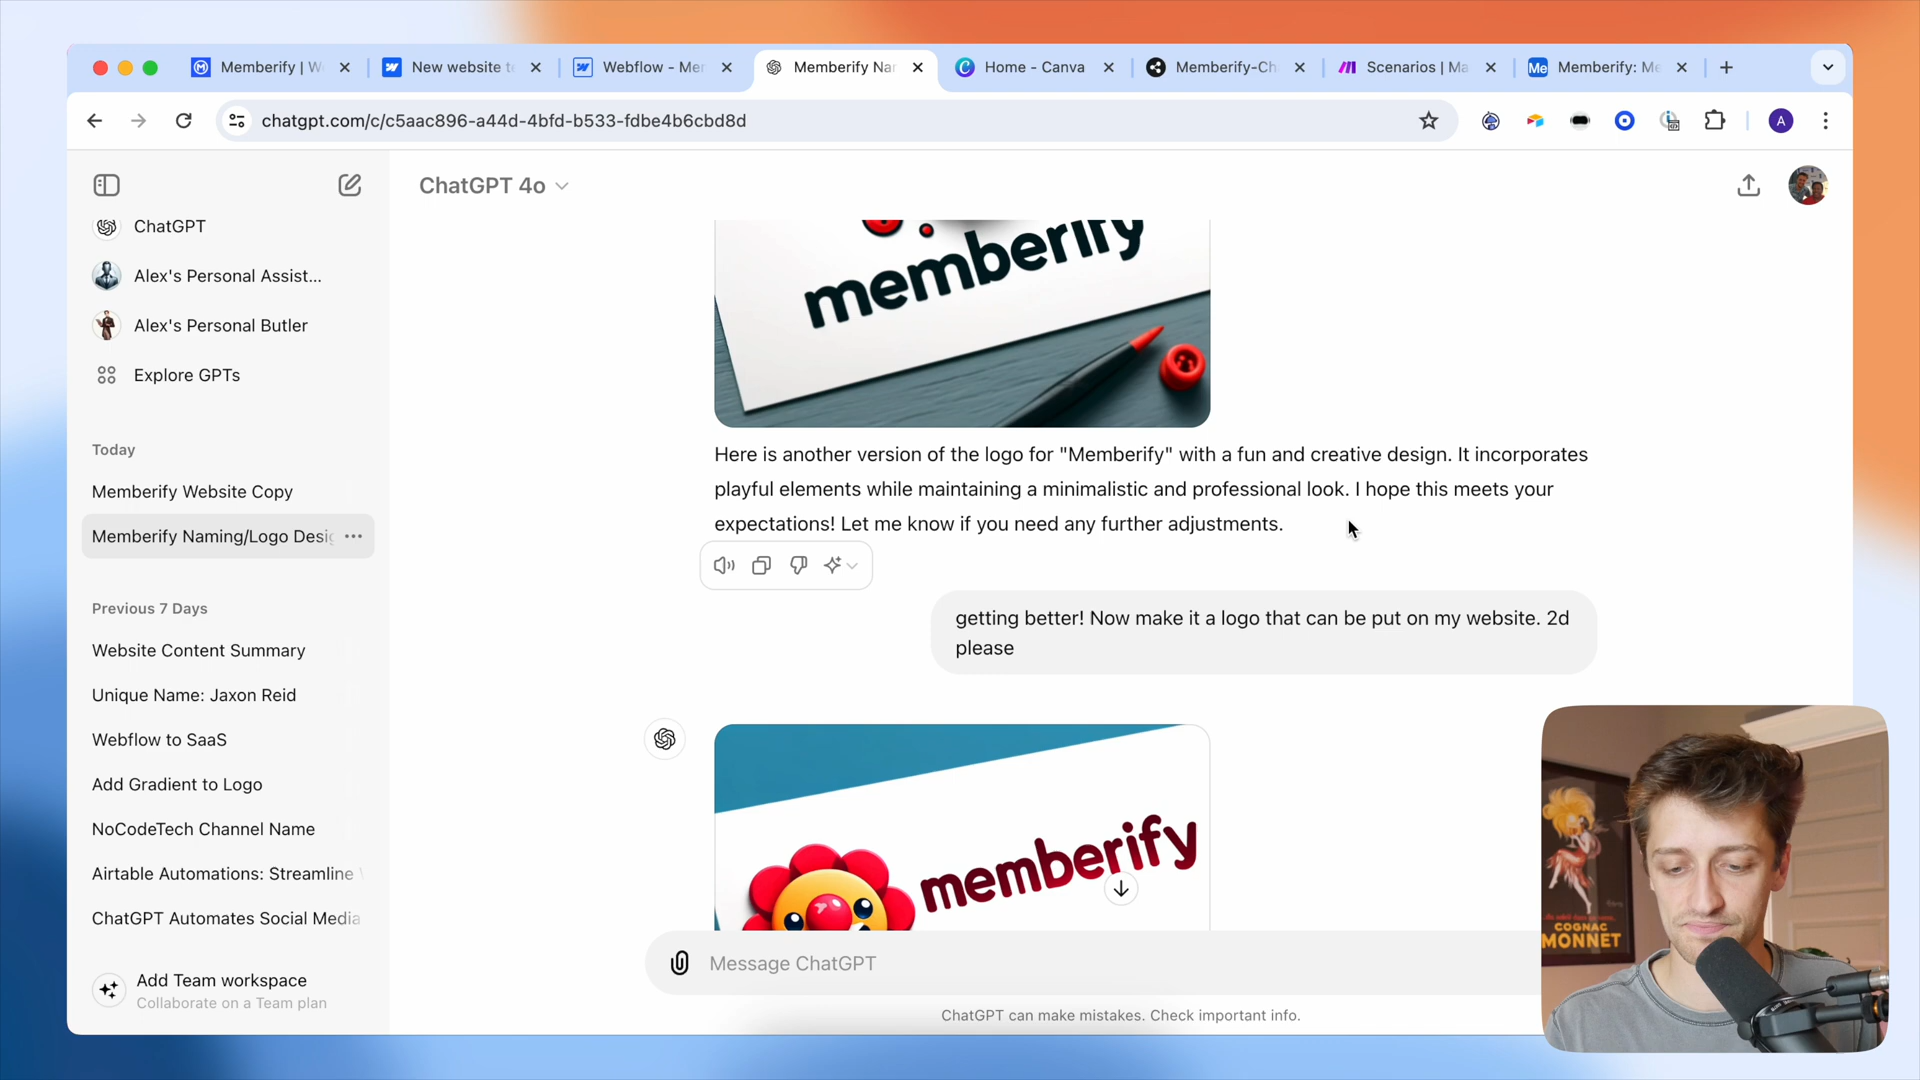 Memberify | W
New website t
Webflow - Mer
Memberify Nar
Home - Canva
Memberify-Ch
Scenarios | Ma
Me
Memberify: Me
chatgpt.com/c/c5aac896-a44d-4bfd-b533-fdbe4b6cbd8d
A
ChatGPT 4o
ChatGPT
Alex's Personal Assist...
Alex's Personal Butler
Explore GPTs
Today
Memberify Website Copy
Memberify Naming/Logo Desig
Previous 7 Days
Website Content Summary
Unique Name: Jaxon Reid
Webflow to SaaS
Add Gradient to Logo
NoCodeTech Channel Name
Airtable Automations: Streamline
ChatGPT Automates Social Media
Add Team workspace
Collaborate on a Team plan
memberify
Here is another version of the logo for "Memberify" with a fun and creative design. It incorporates
playful elements while maintaining a minimalistic and professional look. I hope this meets your
expectations! Let me know if you need any further adjustments.
getting better! Now make it a logo that can be put on my website. 2d
please
memberify
Message ChatGPT
ChatGPT can make mistakes. Check important info.
COGNAC
MONNET